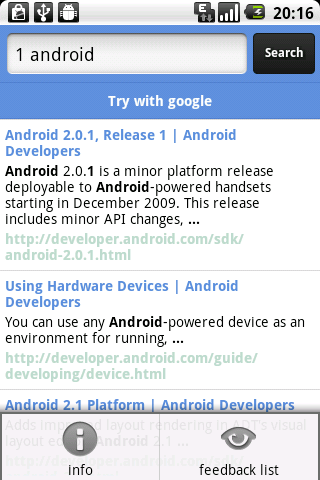 20:16
1 android
Search
Try with google
Android 2.0.1, Release 1 | Android
Developers
Android 2.0.1 is a minor platform release
deployable to Android-powered handsets
starting in December 2009. This release
includes minor API changes, ...
http://developer.android.com/sdk/
android-2.0.1.html
Using Hardware Devices | Android
Developers
You can use any Android-powered device as an
environment for running, ...
http://developer.android.com/guide/
developing/device.html
Android 2.1 Platform | Android Developers
Adds improved layout rendering in ADT's visual
layout Android 2.1 ...
info
feedback list